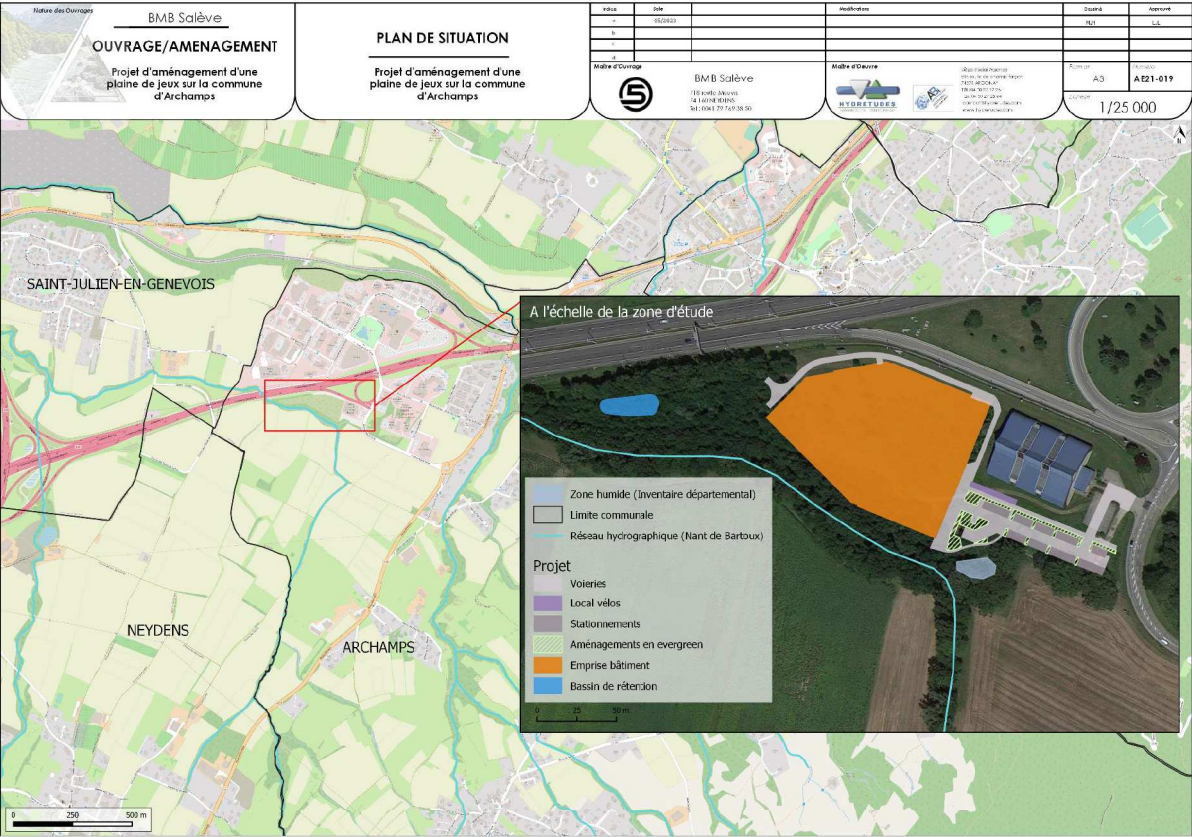 Nature des Ouvrages
BMB Salève
OUVRAGE/AMENAGEMENT
Projet d'aménagement d'une
plaine de jeux sur la commune
d'Archamps
PLAN DE SITUATION
Projet d'aménagement d'une
plaine de jeux sur la commune
d'Archamps
Indice
Date
Modifications
Dessiné
Approuvé
a
05/2023
b
c
d
Maître d'Ouvrage
BMB Salève
Maître d'Oeuvre
HYDRETUDES
Format
A3
Numéro
AE21-019
Echelle
1/25 000
N
SAINT-JULIEN-EN-GENEVOIS
NEYDENS
ARCHAMPS
A l'échelle de la zone d'étude
Zone humide (Inventaire départemental)
Limite communale
Réseau hydrographique (Nant de Bartoux)
Projet
Voieries
Local vélos
Stationnements
Aménagements en evergreen
Emprise bâtiment
Bassin de rétention
0 25 50 m
0 250 500 m